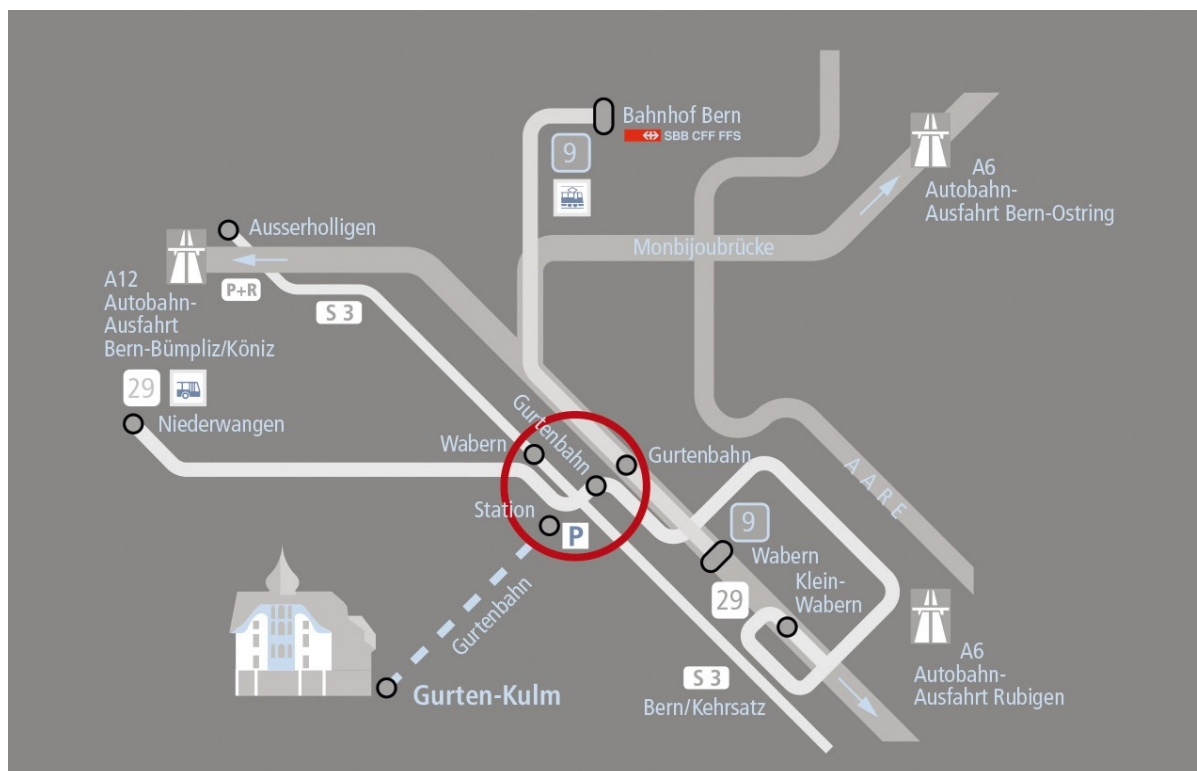 Bahnhof Bern
SBB CFF FFS
9
A6
Autobahn-
Ausfahrt Bern-Ostring
Monbijoubrücke
Ausserholligen
A12
Autobahn-
Ausfahrt
Bern-Bümpliz/Köniz
P+R
S 3
29
Niederwangen
Gurtenbahn
Wabern
Gurtenbahn
Station
P
AARE
9
Wabern
Klein-
Wabern
29
Gurtenbahn
Gurten-Kulm
S 3
Bern/Kehrsatz
A6
Autobahn-
Ausfahrt Rubigen